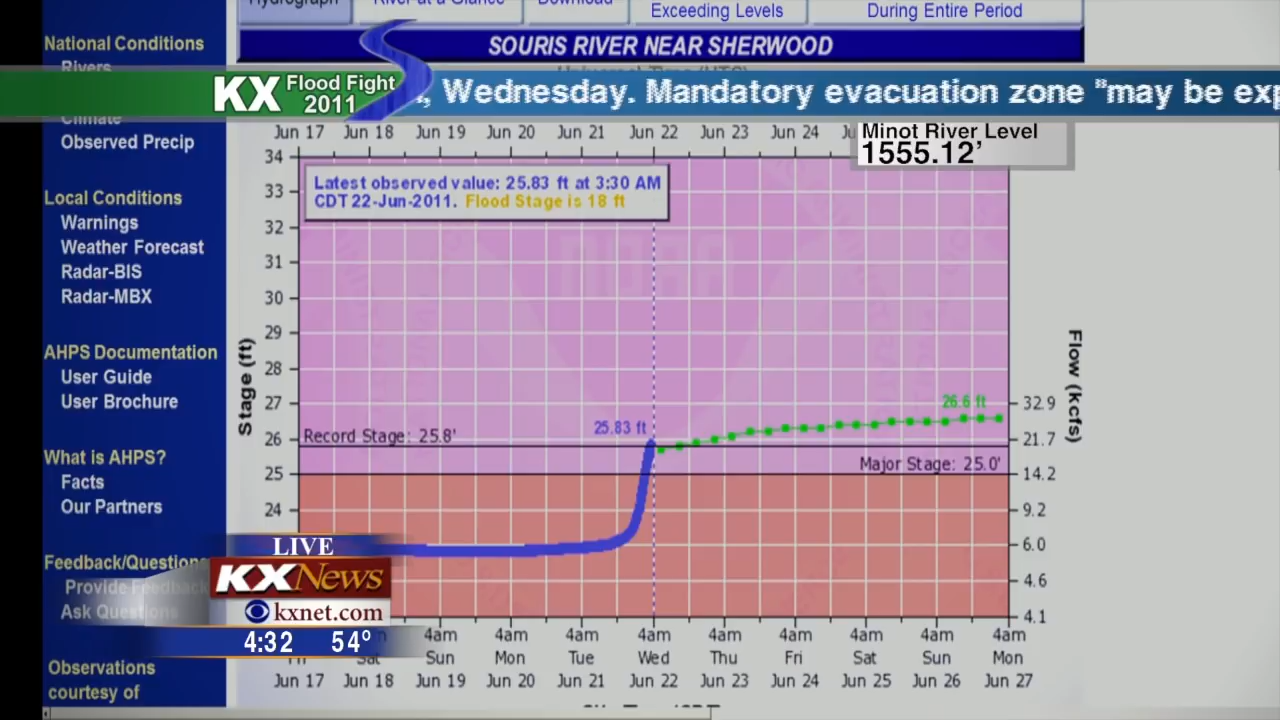 Hydrograph
River at a Glance
Download
Exceeding Levels
During Entire Period
SOURIS RIVER NEAR SHERWOOD
KX Flood Fight 2011
, Wednesday. Mandatory evacuation zone "may be exp
Minot River Level
1555.12'
National Conditions
Rivers
Climate
Observed Precip
Local Conditions
Warnings
Weather Forecast
Radar-BIS
Radar-MBX
AHPS Documentation
User Guide
User Brochure
What is AHPS?
Facts
Our Partners
Feedback/Questions
Provide Feedback
Ask Questions
Observations
courtesy of
Universal Time (UTC)
Jun 17 Jun 18 Jun 19 Jun 20 Jun 21 Jun 22 Jun 23 Jun 24
Latest observed value: 25.83 ft at 3:30 AM
CDT 22-Jun-2011. Flood Stage is 18 ft
NOAA
Stage (ft)
34
33
32
31
30
29
28
27
26
25
24
Record Stage: 25.8'
25.83 ft
26.6 ft
Major Stage: 25.0'
Flow (kcfs)
32.9
21.7
14.2
9.2
6.0
4.6
4.1
4am 4am 4am 4am 4am 4am 4am 4am 4am
Fri Sat Sun Mon Tue Wed Thu Fri Sat Sun Mon
Jun 17 Jun 18 Jun 19 Jun 20 Jun 21 Jun 22 Jun 23 Jun 24 Jun 25 Jun 26 Jun 27
LIVE
KX News
kxnet.com
4:32 54°